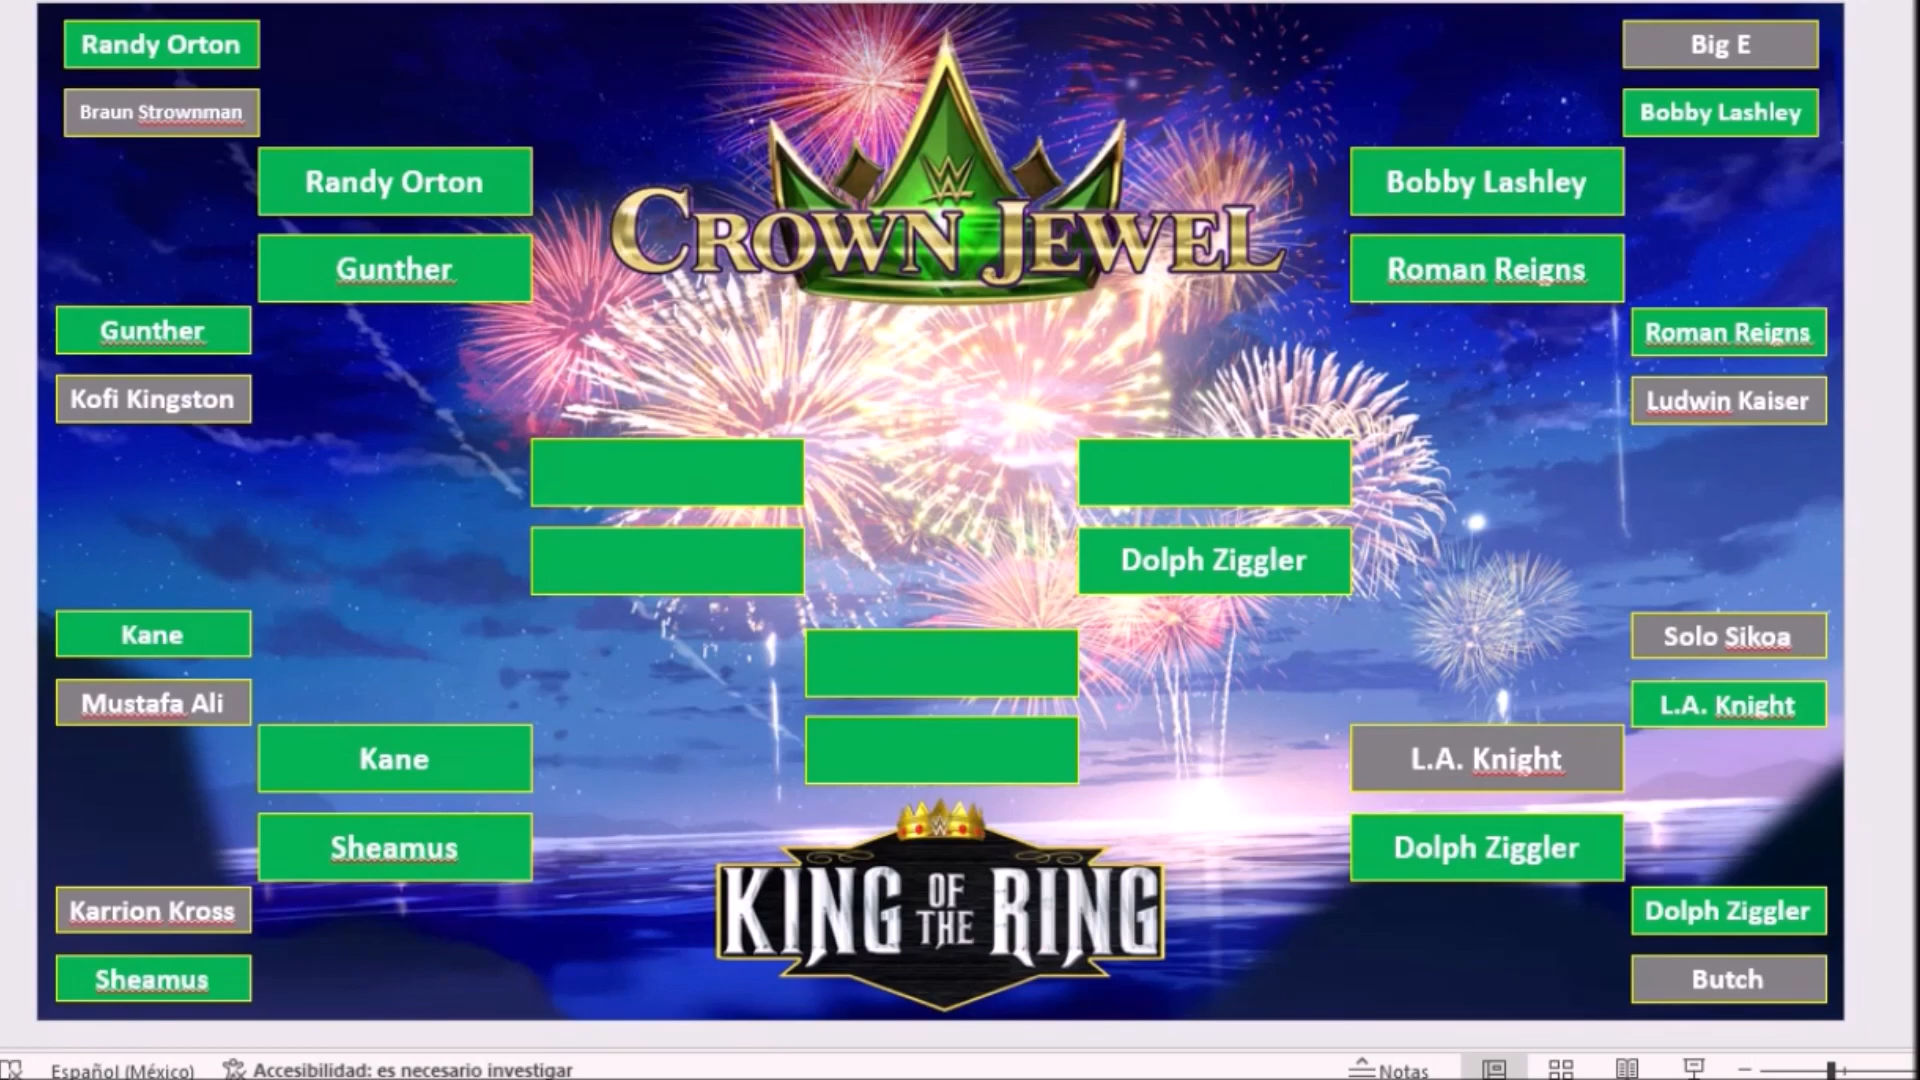 Randy Orton
Big E
Braun Strownman
Bobby Lashley
W
CROWN JEWEL
Randy Orton
Bobby Lashley
Gunther
Roman Reigns
Gunther
Roman Reigns
Kofi Kingston
Ludwin Kaiser
Dolph Ziggler
Kane
Solo Sikoa
Mustafa Ali
L.A. Knight
Kane
L.A. Knight
Sheamus
Dolph Ziggler
W
KING OF THE RING
Karrion Kross
Dolph Ziggler
Sheamus
Butch
Español (México)
Accesibilidad: es necesario investigar
Notas